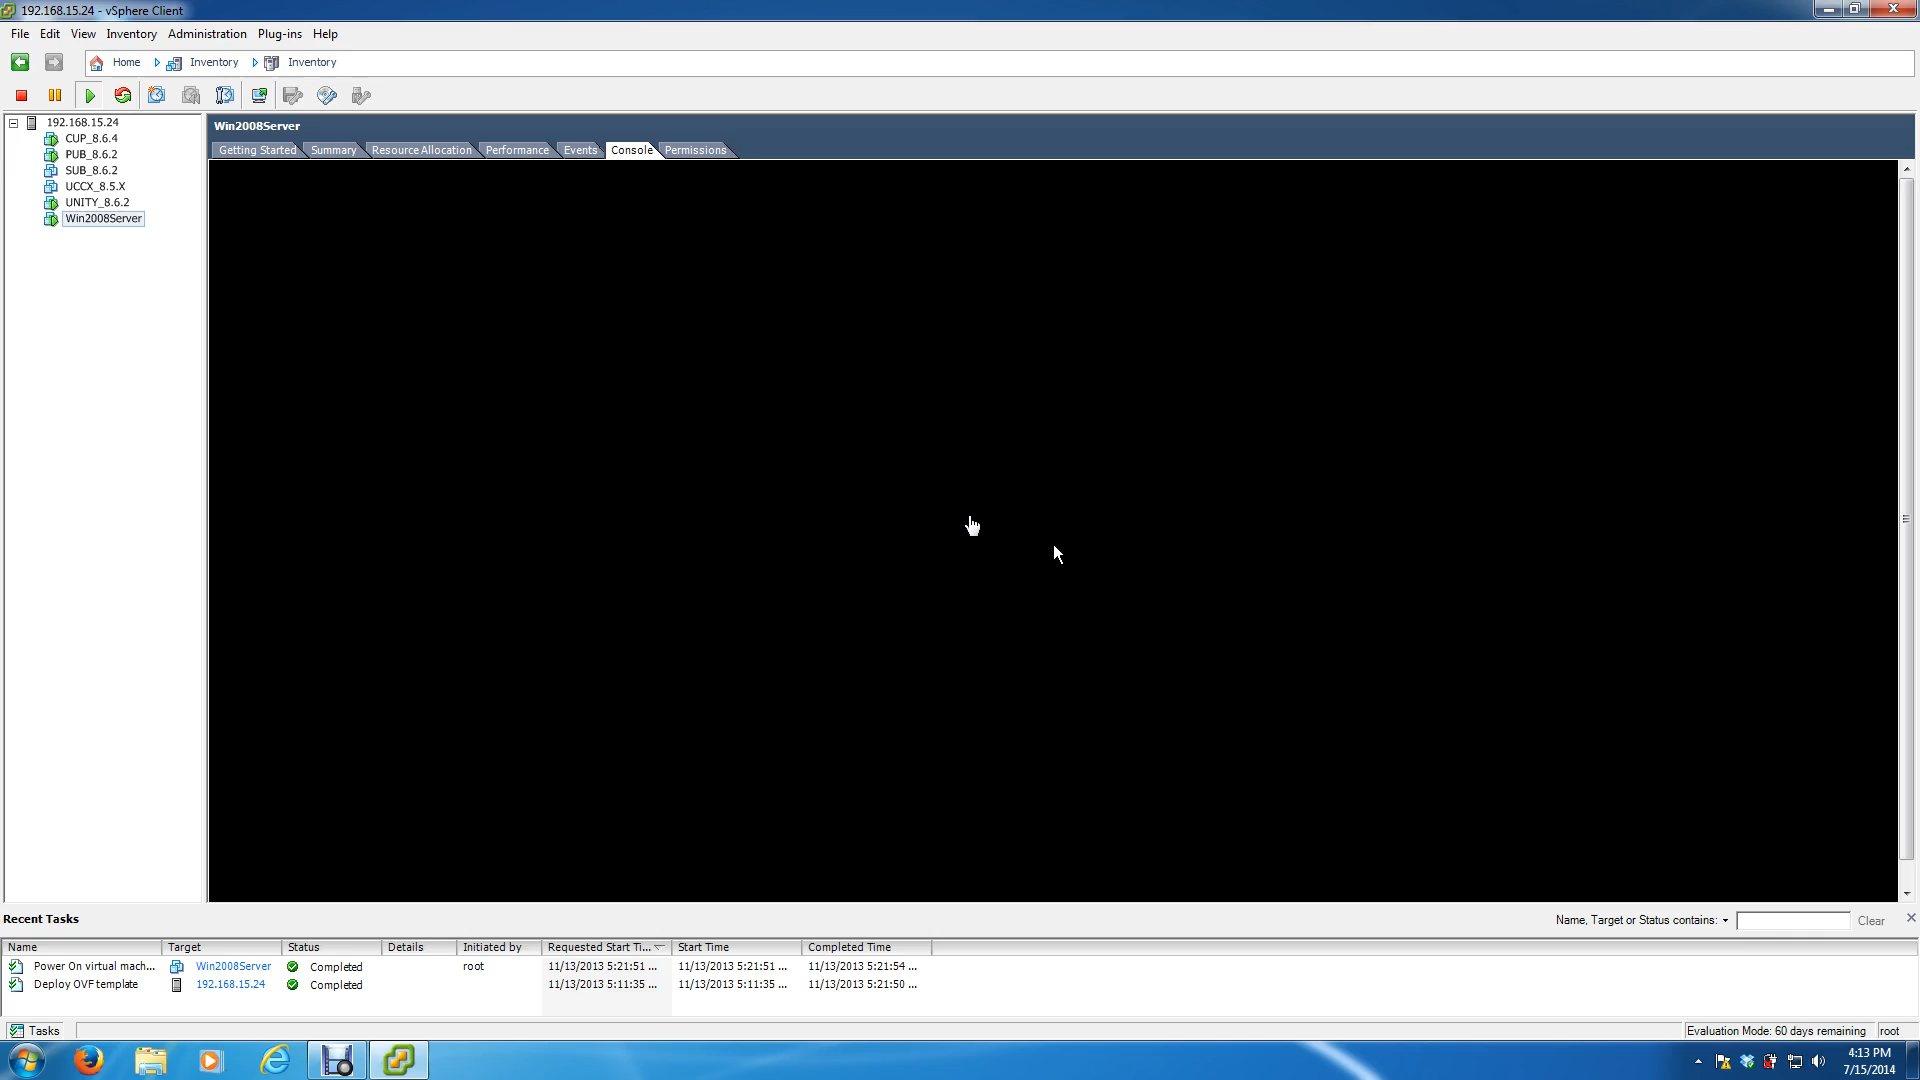 192.168.15.24 - vSphere Client
File Edit View Inventory Administration Plug-ins Help
Home Inventory Inventory
192.168.15.24
CUP_8.6.4
PUB_8.6.2
SUB_8.6.2
UCCX_8.5.X
UNITY_8.6.2
Win2008Server
Win2008Server
Getting Started Summary Resource Allocation Performance Events Console Permissions
Recent Tasks
Name, Target or Status contains: Clear
Name Target Status Details Initiated by Requested Start Ti... Start Time Completed Time
Power On virtual mach... Win2008Server Completed root 11/13/2013 5:21:51 ... 11/13/2013 5:21:51 ... 11/13/2013 5:21:54 ...
Deploy OVF template 192.168.15.24 Completed 11/13/2013 5:11:35 ... 11/13/2013 5:11:35 ... 11/13/2013 5:21:50 ...
Tasks Evaluation Mode: 60 days remaining root
4:13 PM
7/15/2014